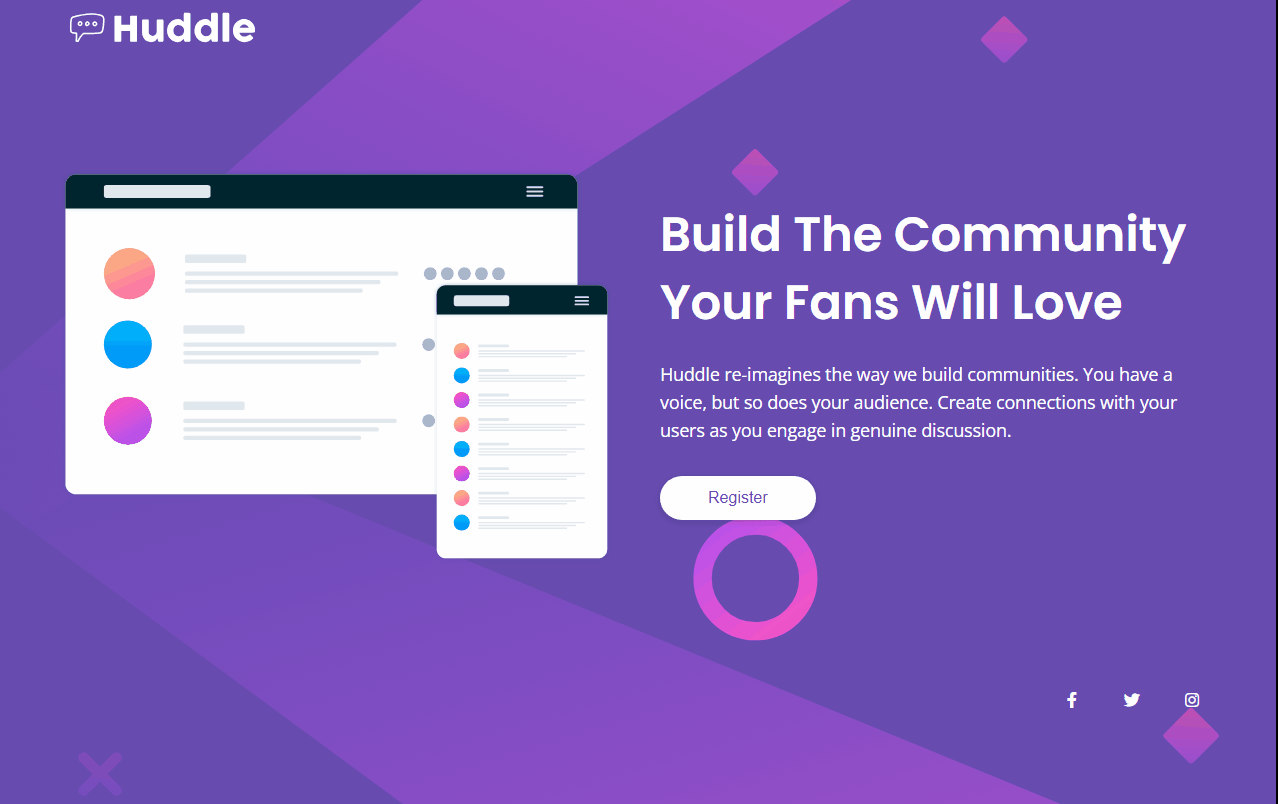 Huddle
Build The Community
Your Fans Will Love
Huddle re-imagines the way we build communities. You have a
voice, but so does your audience. Create connections with your
users as you engage in genuine discussion.
Register